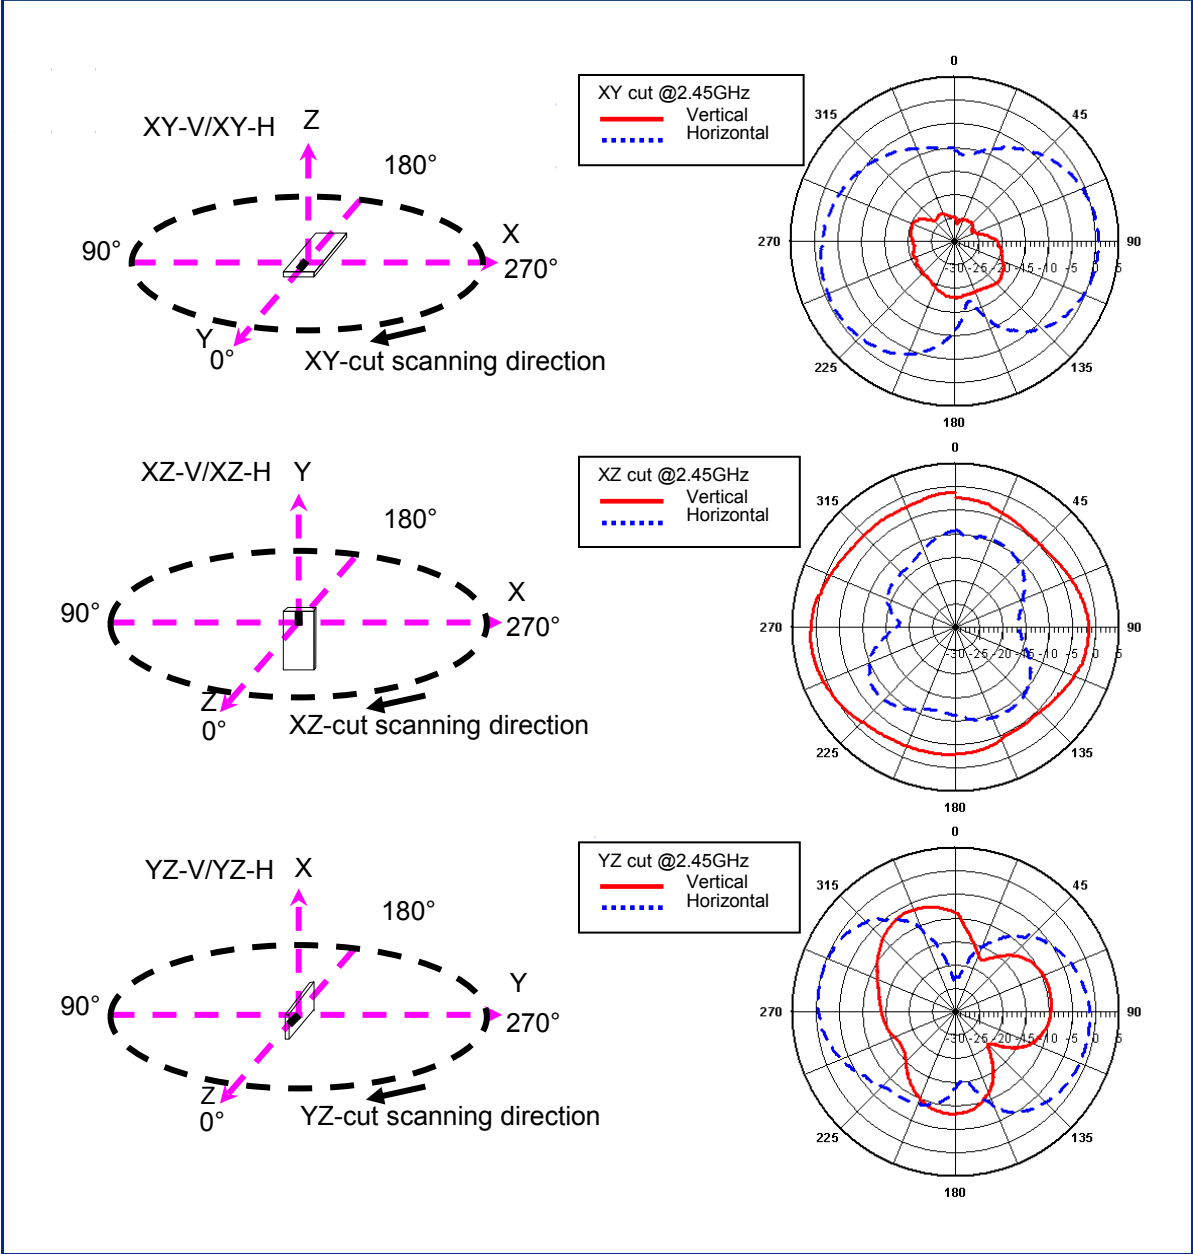 XY-V/XY-H
Z
180°
90°
X
270°
Y
0°
XY-cut scanning direction
XY cut @2.45GHz
Vertical
Horizontal
0
315
45
270
90
-30 -25 -20 -15 -10 -5 0 5
225
135
180
XZ-V/XZ-H
Y
180°
90°
X
270°
Z
0°
XZ-cut scanning direction
XZ cut @2.45GHz
Vertical
Horizontal
0
315
45
270
90
-30 -25 -20 -15 -10 -5 0 5
225
135
180
YZ-V/YZ-H
X
180°
90°
Y
270°
Z
0°
YZ-cut scanning direction
YZ cut @2.45GHz
Vertical
Horizontal
0
315
45
270
90
-30 -25 -20 -15 -10 -5 0 5
225
135
180